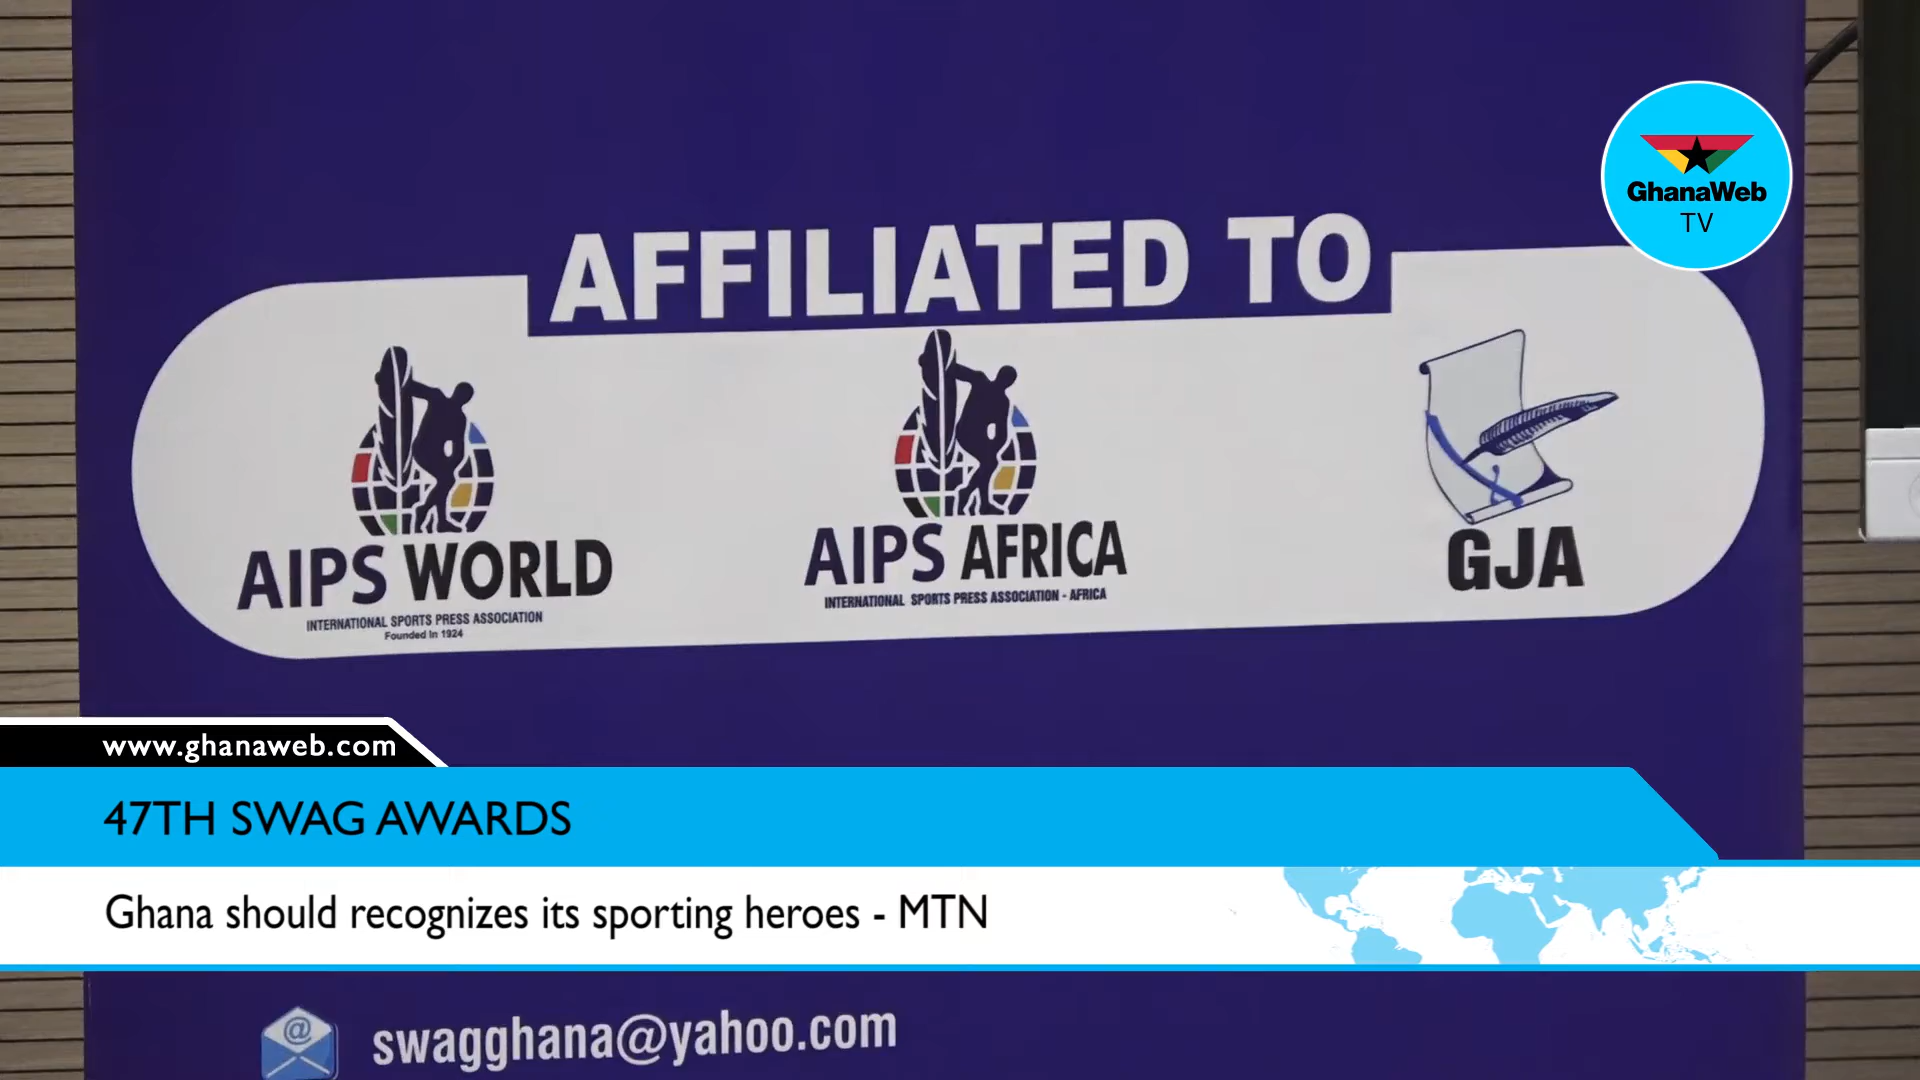 GhanaWeb
TV
AFFILIATED TO
AIPS WORLD
INTERNATIONAL SPORTS PRESS ASSOCIATION
Founded In 1924
AIPS AFRICA
INTERNATIONAL SPORTS PRESS ASSOCIATION - AFRICA
GJA
www.ghanaweb.com
47TH SWAG AWARDS
Ghana should recognizes its sporting heroes - MTN
@
swagghana@yahoo.com